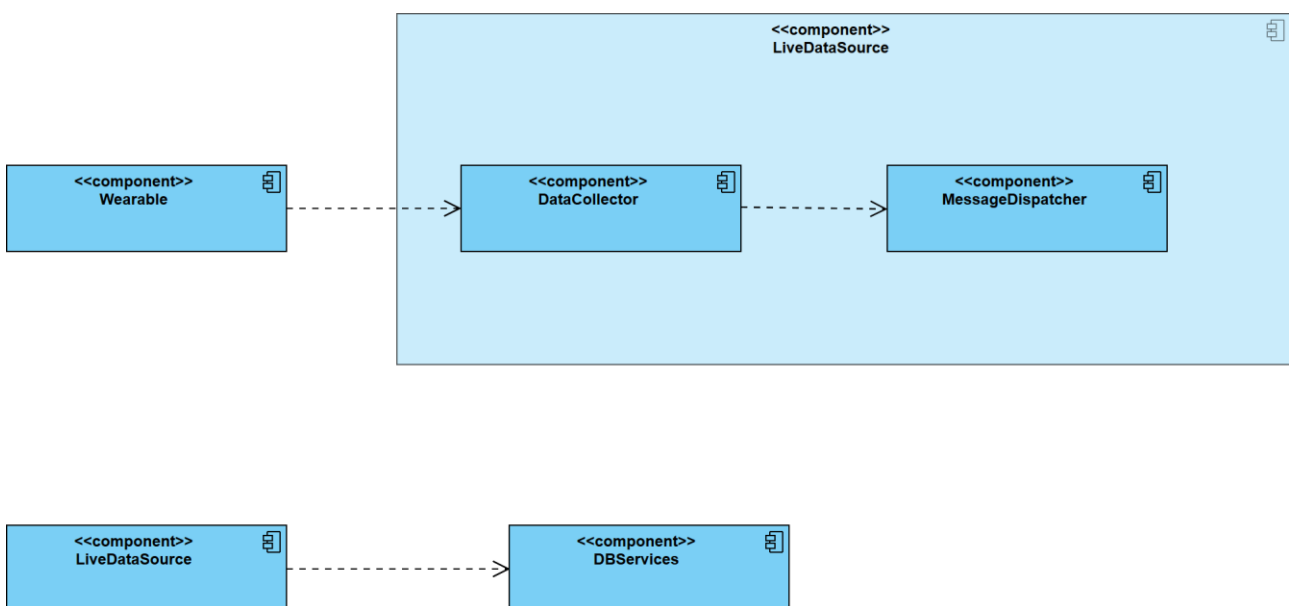 <<component>>
LiveDataSource
<<component>>
Wearable
<<component>>
DataCollector
<<component>>
MessageDispatcher
<<component>>
LiveDataSource
<<component>>
DBServices